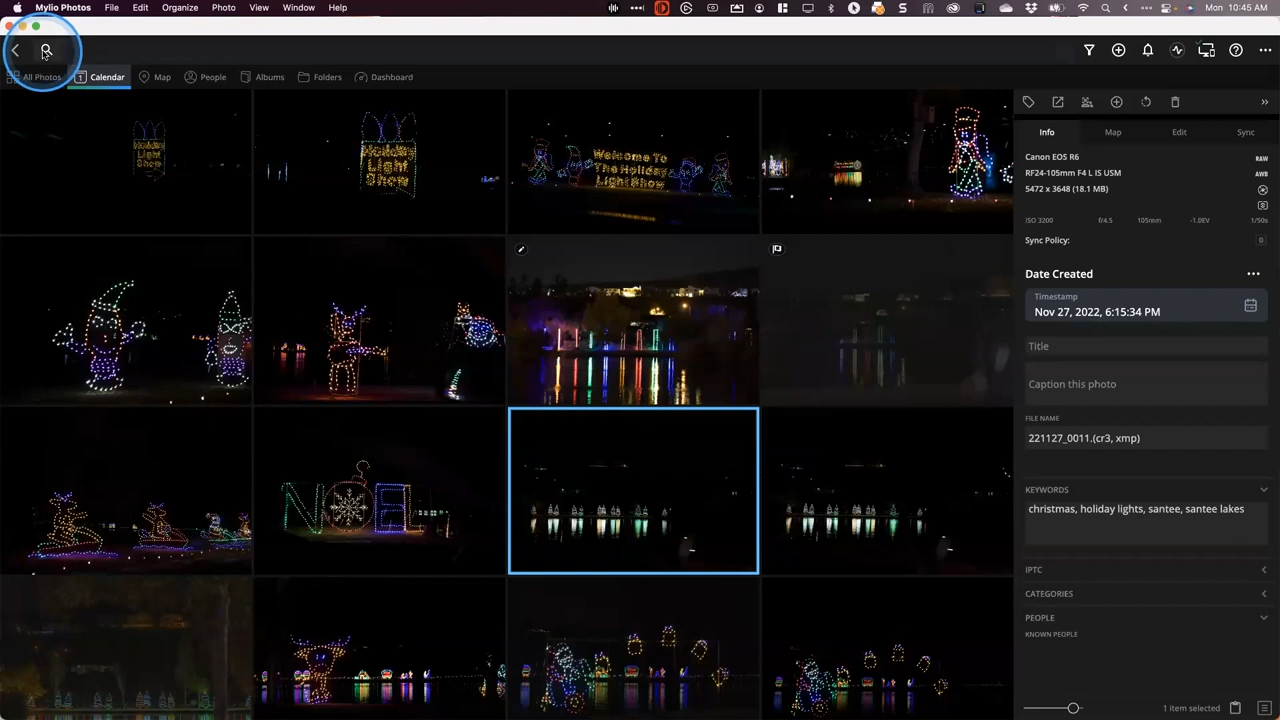 Mylio Photos File Edit Organize Photo View Window Help Mon 10:45 AM
All Photos Calendar Map People Albums Folders Dashboard
Holiday
Light
Show
Holiday
Light
Show
Welcome To
The Holiday
Light Show
NOEL
Info Map Edit Sync
Canon EOS R6 RAW
RF24-105mm F4 L IS USM AWB
5472 x 3648 (18.1 MB)
ISO 3200 f/4.5 105mm -1.0EV 1/50s
Sync Policy: D
Date Created
Timestamp
Nov 27, 2022, 6:15:34 PM
Title
Caption this photo
FILE NAME
221127_0011.(cr3, xmp)
KEYWORDS
christmas, holiday lights, santee, santee lakes
IPTC
CATEGORIES
PEOPLE
KNOWN PEOPLE
1 item selected